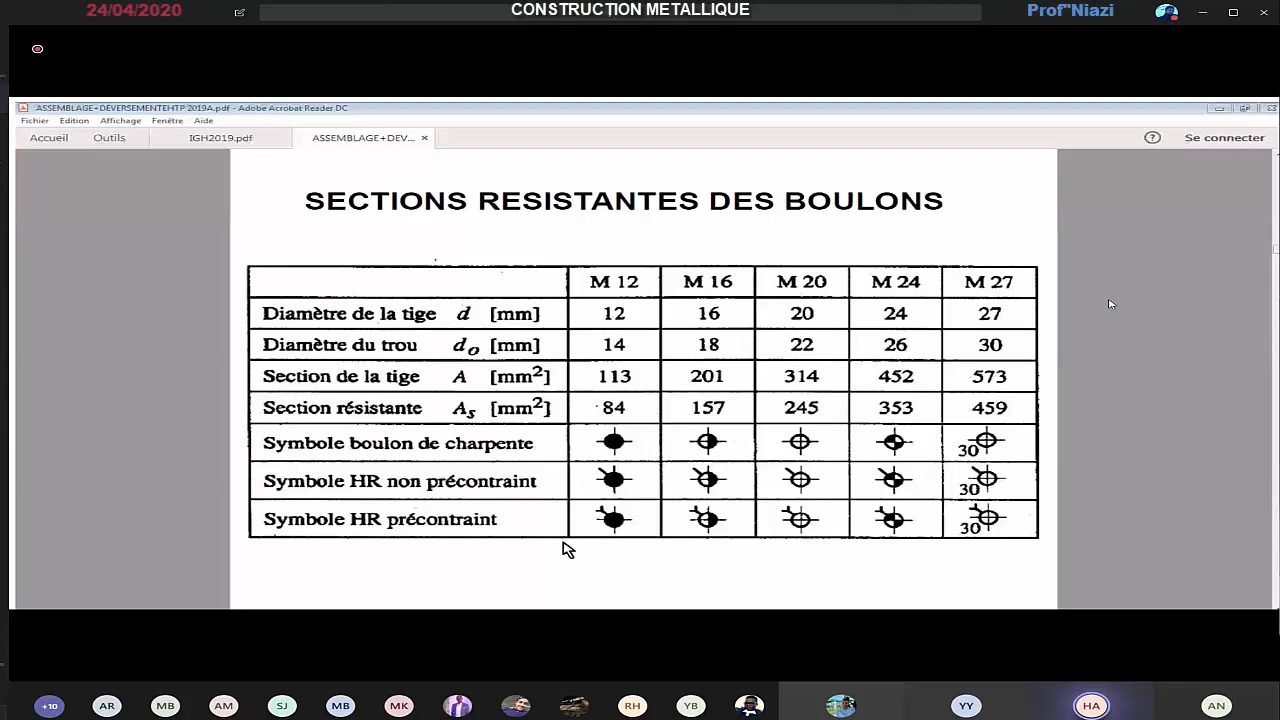 24/04/2020 CONSTRUCTION METALLIQUE Prof"Niazi
ASSEMBLAGE+DEVERSEMENTEHTP 2019A.pdf - Adobe Acrobat Reader DC
Fichier Edition Affichage Fenêtre Aide
Accueil Outils IGH2019.pdf ASSEMBLAGE+DEV... × ? Se connecter
SECTIONS RESISTANTES DES BOULONS
M 12 M 16 M 20 M 24 M 27
Diamètre de la tige d [mm] 12 16 20 24 27
Diamètre du trou do [mm] 14 18 22 26 30
Section de la tige A [mm2] 113 201 314 452 573
Section résistante As [mm2] 84 157 245 353 459
Symbole boulon de charpente 30
Symbole HR non précontraint 30
Symbole HR précontraint 30
+10 AR MB AM SJ MB MK RH YB YY HA AN